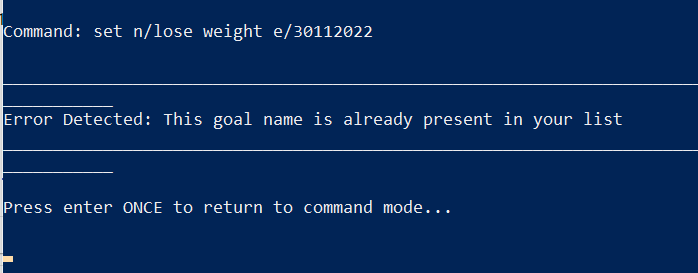 Command: set n/lose weight e/30112022
Error Detected: This goal name is already present in your list
Press enter ONCE to return to command mode...